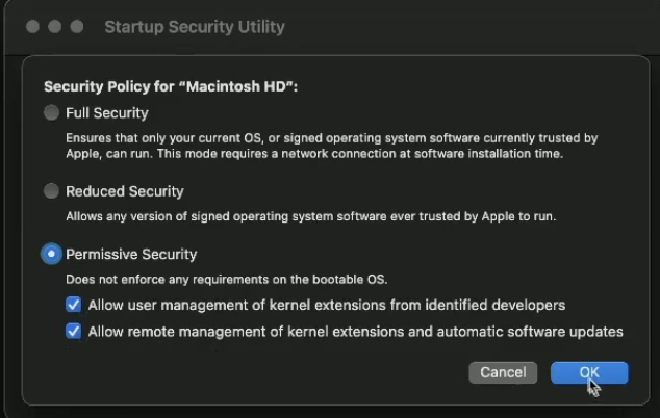 Startup Security Utility
Security Policy for “Macintosh HD”:
Full Security
Ensures that only your current OS, or signed operating system software currently trusted by
Apple, can run. This mode requires a network connection at software installation time.
Reduced Security
Allows any version of signed operating system software ever trusted by Apple to run.
Permissive Security
Does not enforce any requirements on the bootable OS.
Allow user management of kernel extensions from identified developers
Allow remote management of kernel extensions and automatic software updates
Cancel OK